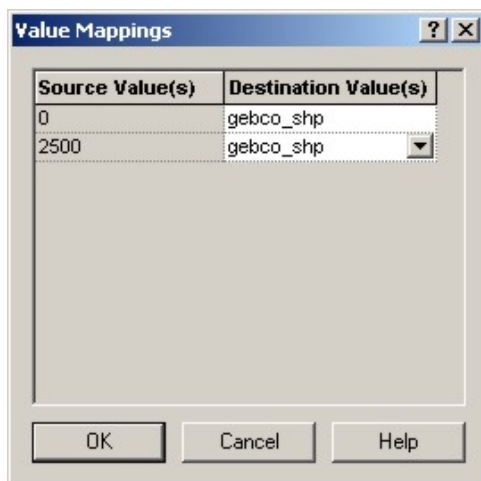 Value Mappings
Source Value(s) Destination Value(s)
0 gebco_shp
2500 gebco_shp
OK Cancel Help